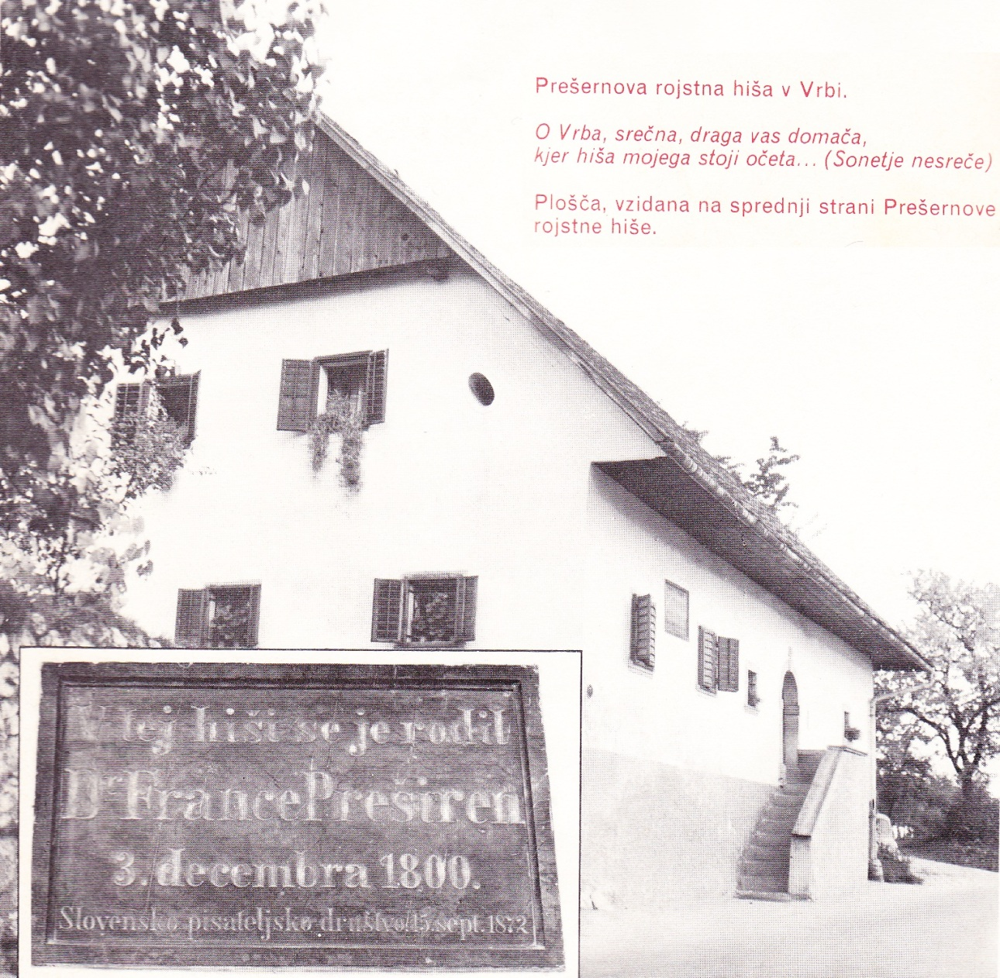 Prešernova rojstna hiša v Vrbi.
O Vrba, srečna, draga vas domača,
kjer hiša mojega stoji očeta... (Sonetje nesreče)
Plošča, vzidana na sprednji strani Prešernove
rojstne hiše.
V tej hiši se je rodil
Dr France Preširen
3. decembra 1800.
Slovensko pisateljsko društvo 15. sept. 1872